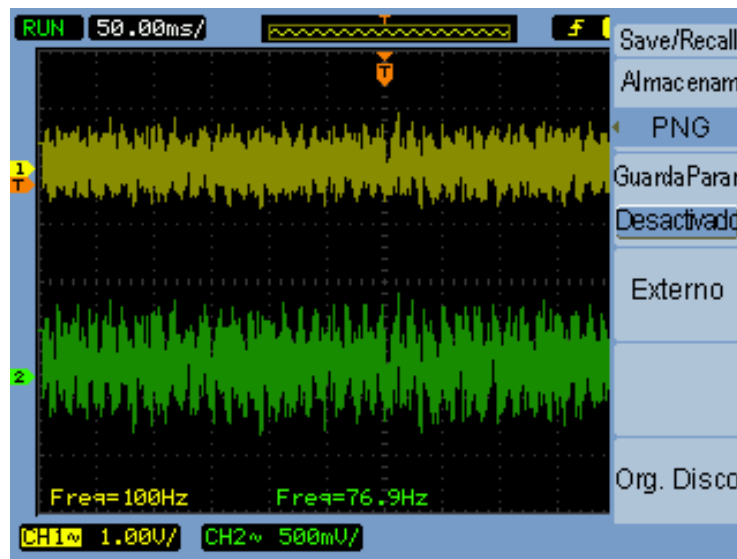 RUN 50.00ms/
T
Save/Recall
Almacenam
PNG
GuardaParar
Desactivado
Externo
Org. Disco
T
1
T
2
Freq=100Hz Freq=76.9Hz
CH1~ 1.00V/ CH2~ 500mV/